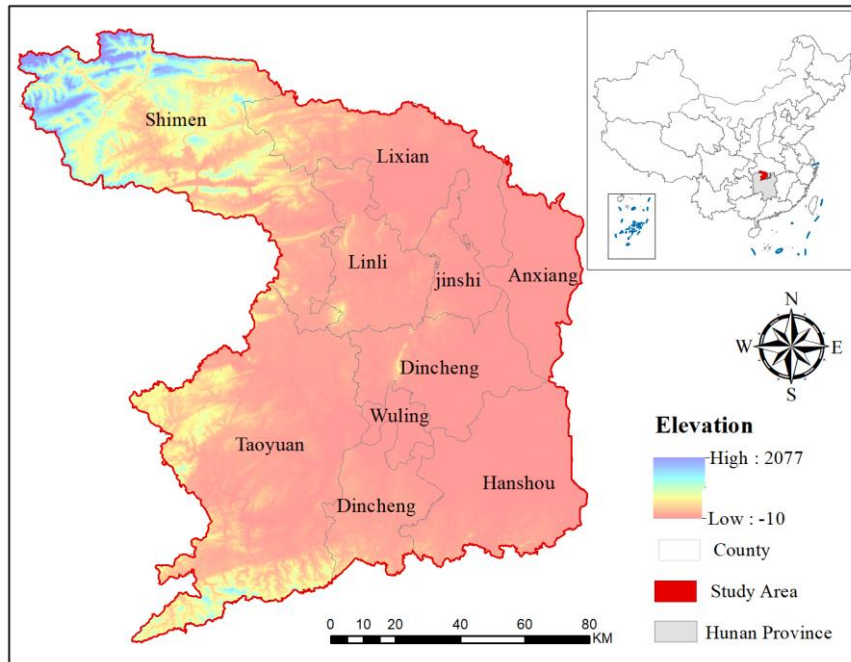 Shimen
Lixian
Linli
jinshi
Anxiang
Dincheng
Wuling
Taoyuan
Dincheng
Hanshou
N
W E
S
Elevation
High : 2077
Low : -10
County
Study Area
Hunan Province
0 10 20 40 60 80
KM